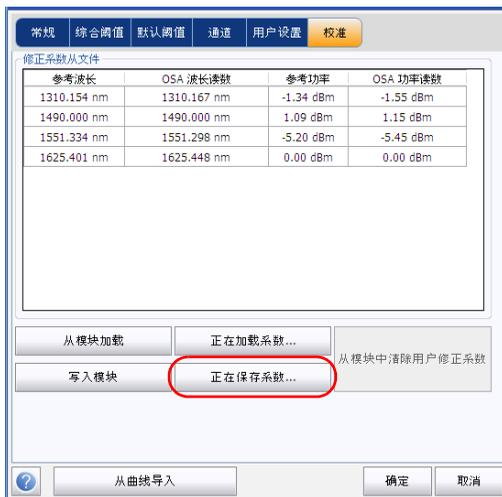 常规 综合阈值 默认阈值 通道 用户设置 校准
修正系数从文件
参考波长 OSA 波长读数 参考功率 OSA 功率读数
1310.154 nm 1310.167 nm -1.34 dBm -1.55 dBm
1490.000 nm 1490.000 nm 1.09 dBm 1.15 dBm
1551.334 nm 1551.298 nm -5.20 dBm -5.45 dBm
1625.401 nm 1625.448 nm 0.00 dBm 0.00 dBm
从模块加载 正在加载系数...
从模块中清除用户修正系数
写入模块 正在保存系数...
? 从曲线导入 确定 取消